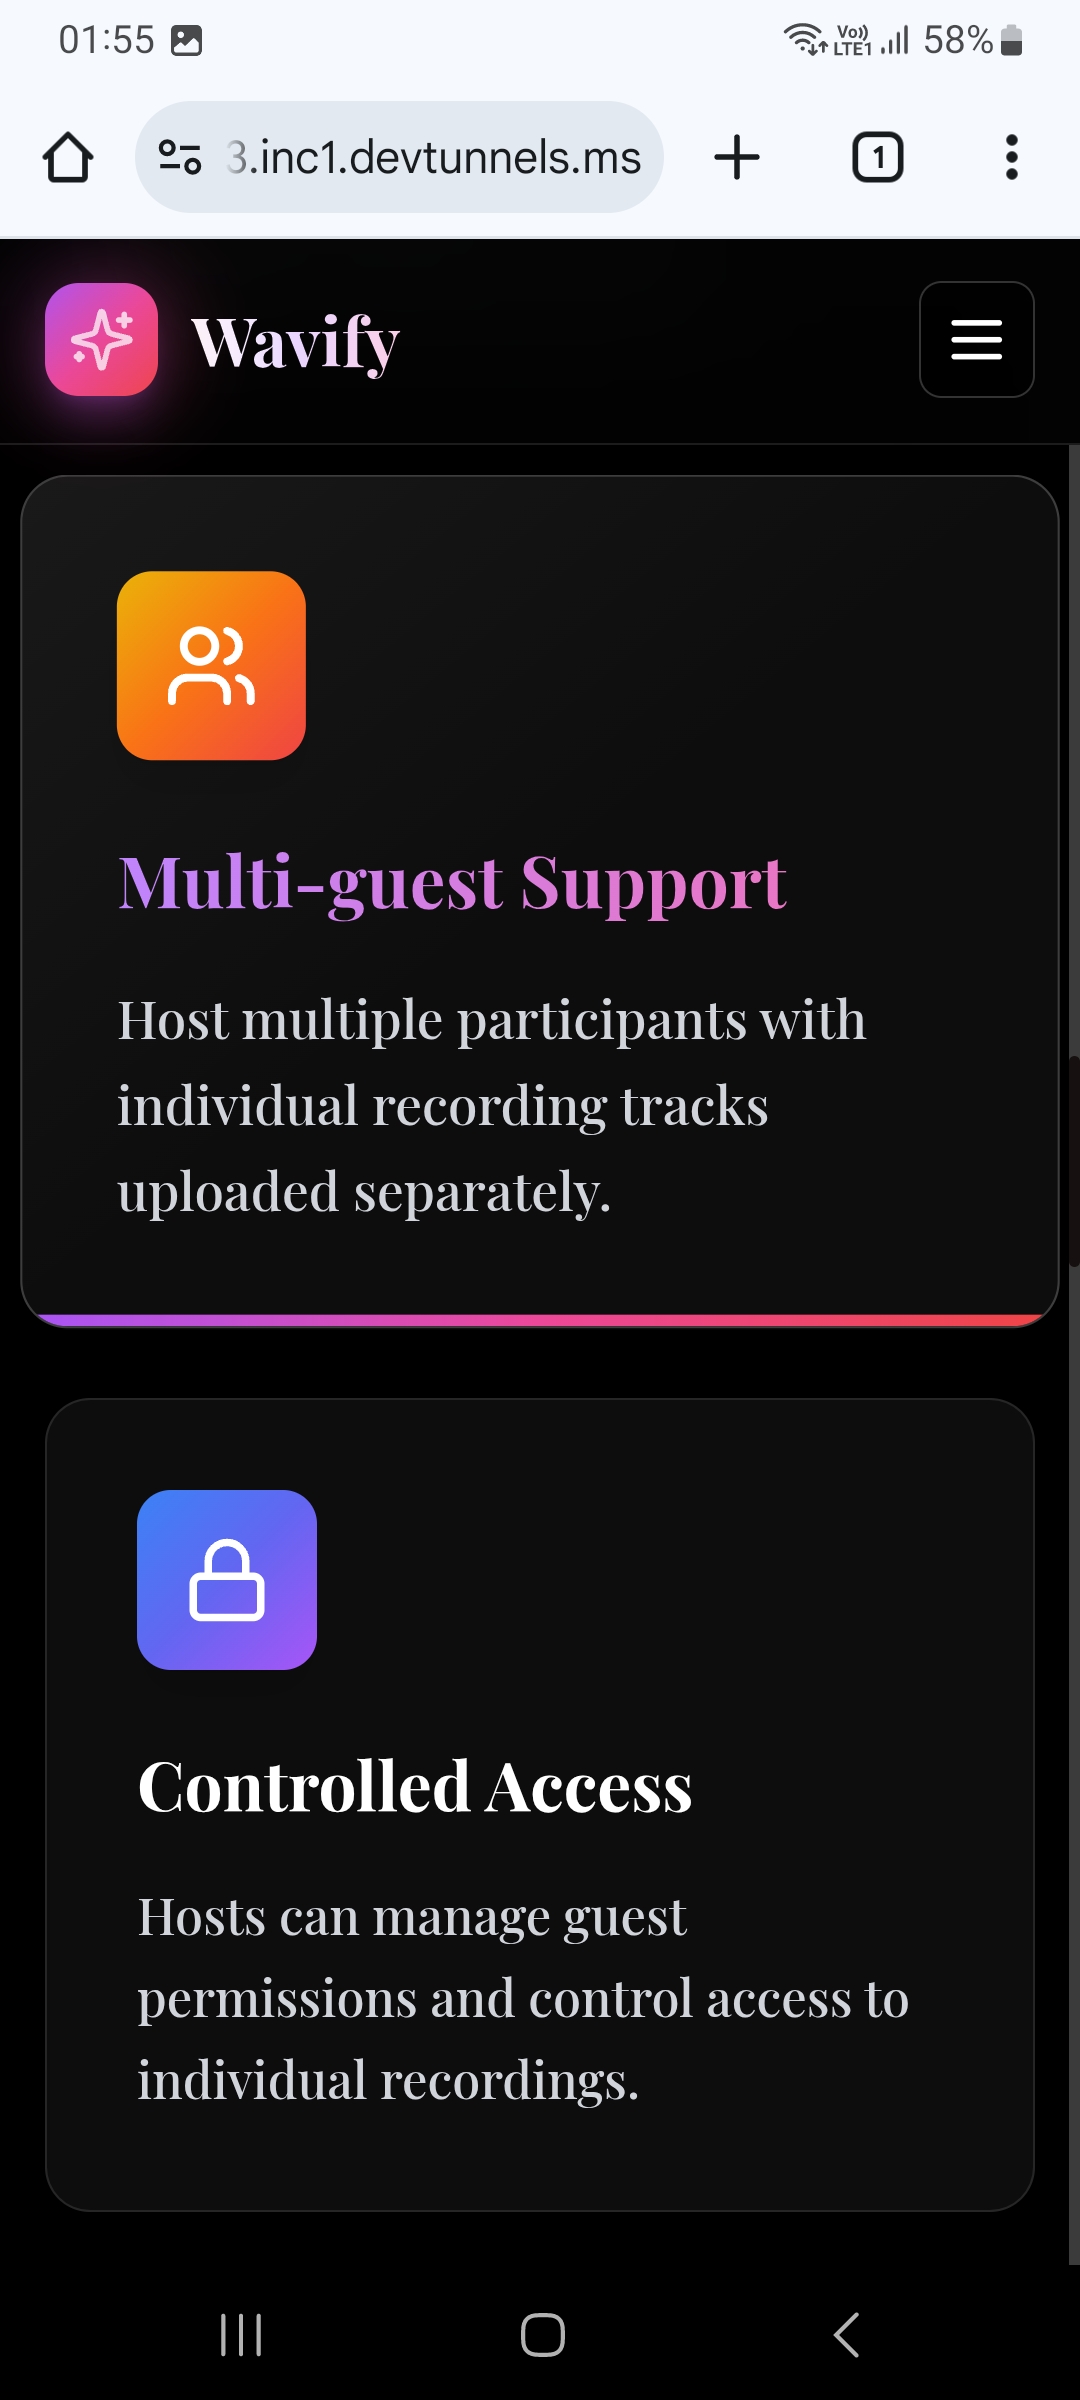 01:55
Vo)) LTE1 58%
3.inc1.devtunnels.ms
1
Wavify
Multi-guest Support
Host multiple participants with
individual recording tracks
uploaded separately.
Controlled Access
Hosts can manage guest
permissions and control access to
individual recordings.